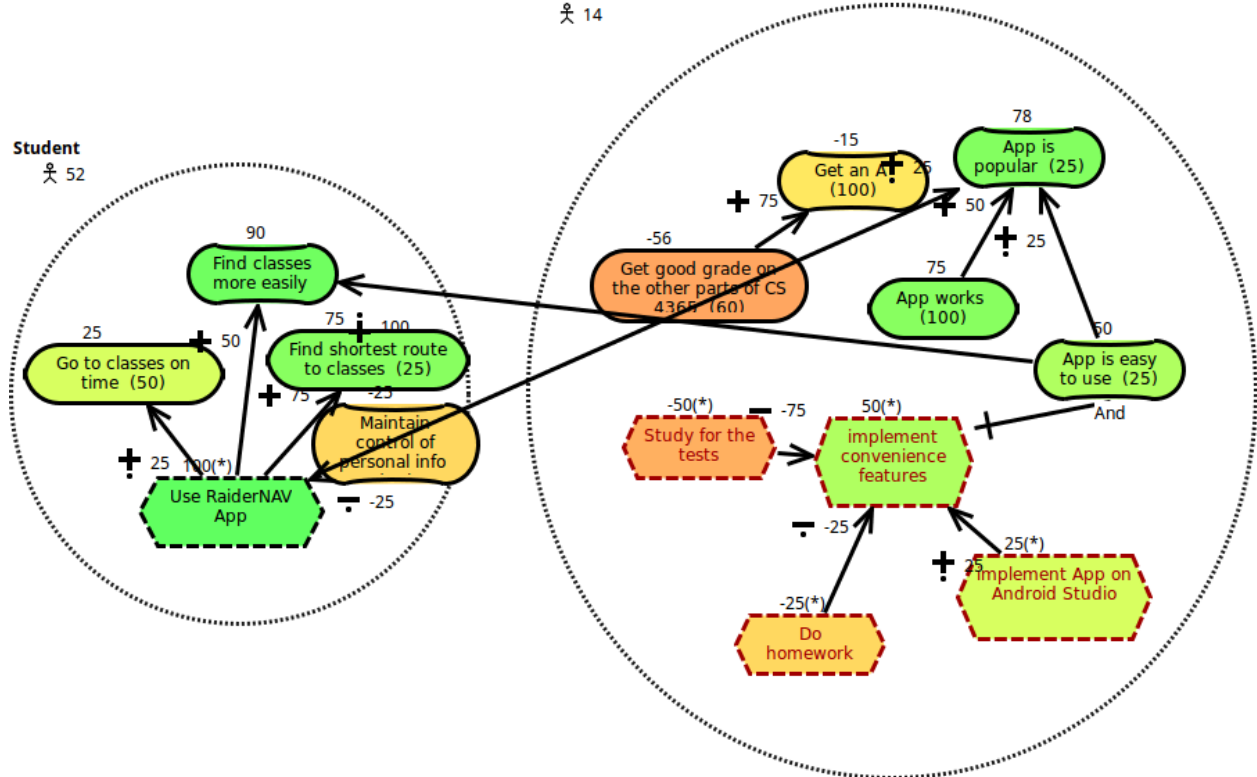 14
Student
52
78
App is
popular (25)
-15
Get an A
(100)
25
75
50
90
Find classes
more easily
-56
Get good grade on
the other parts of CS
4365 (60)
25
75
App works
(100)
25
Go to classes on
time (50)
50
75
100
Find shortest route
to classes (25)
75
-25
50
App is easy
to use (25)
And
Maintain
control of
personal info
-50(*)
-75
50(*)
Study for the
tests
implement
convenience
features
25
100(*)
Use RaiderNAV
App
-25
-25
25(*)
25
Implement App on
Android Studio
-25(*)
Do
homework